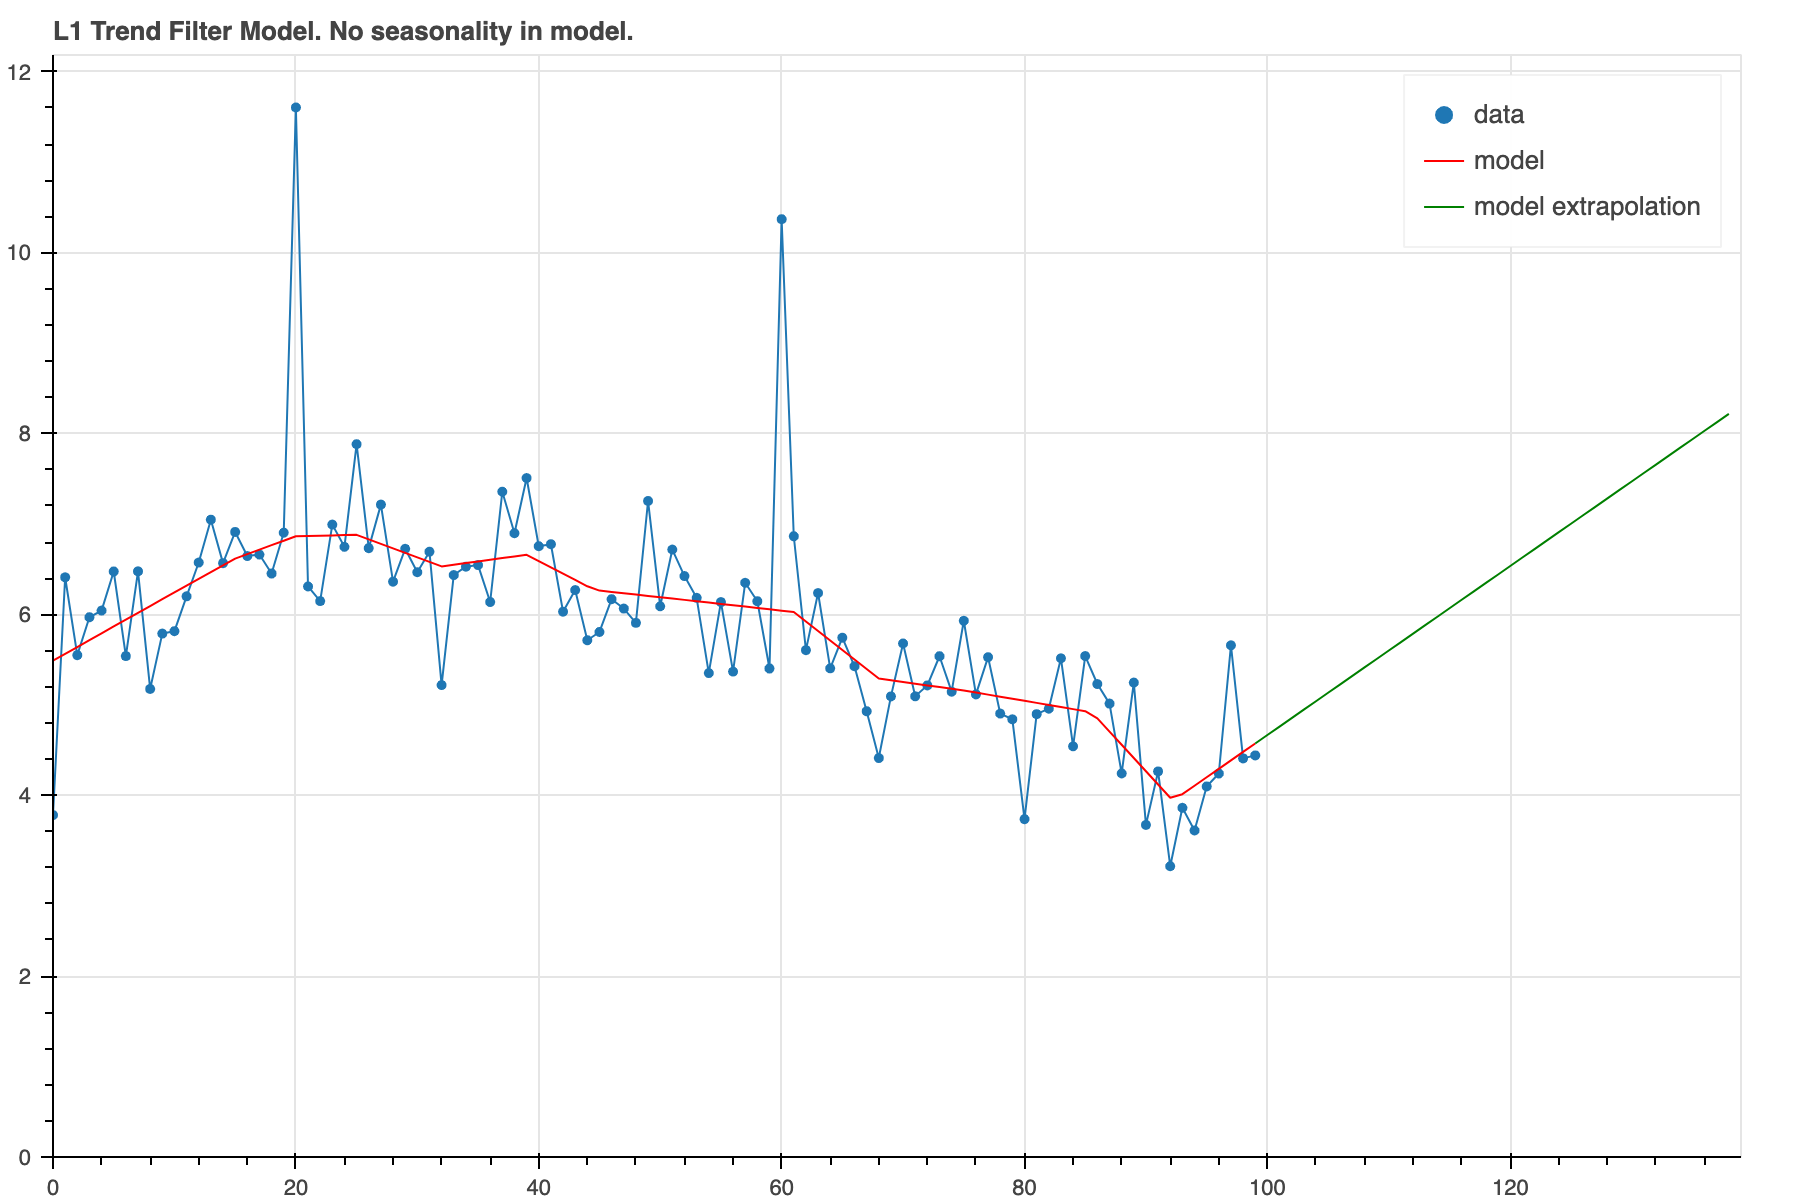 L1 Trend Filter Model. No seasonality in model.
12
10
8
6
4
2
0
data
model
model extrapolation
0 20 40 60 80 100 120